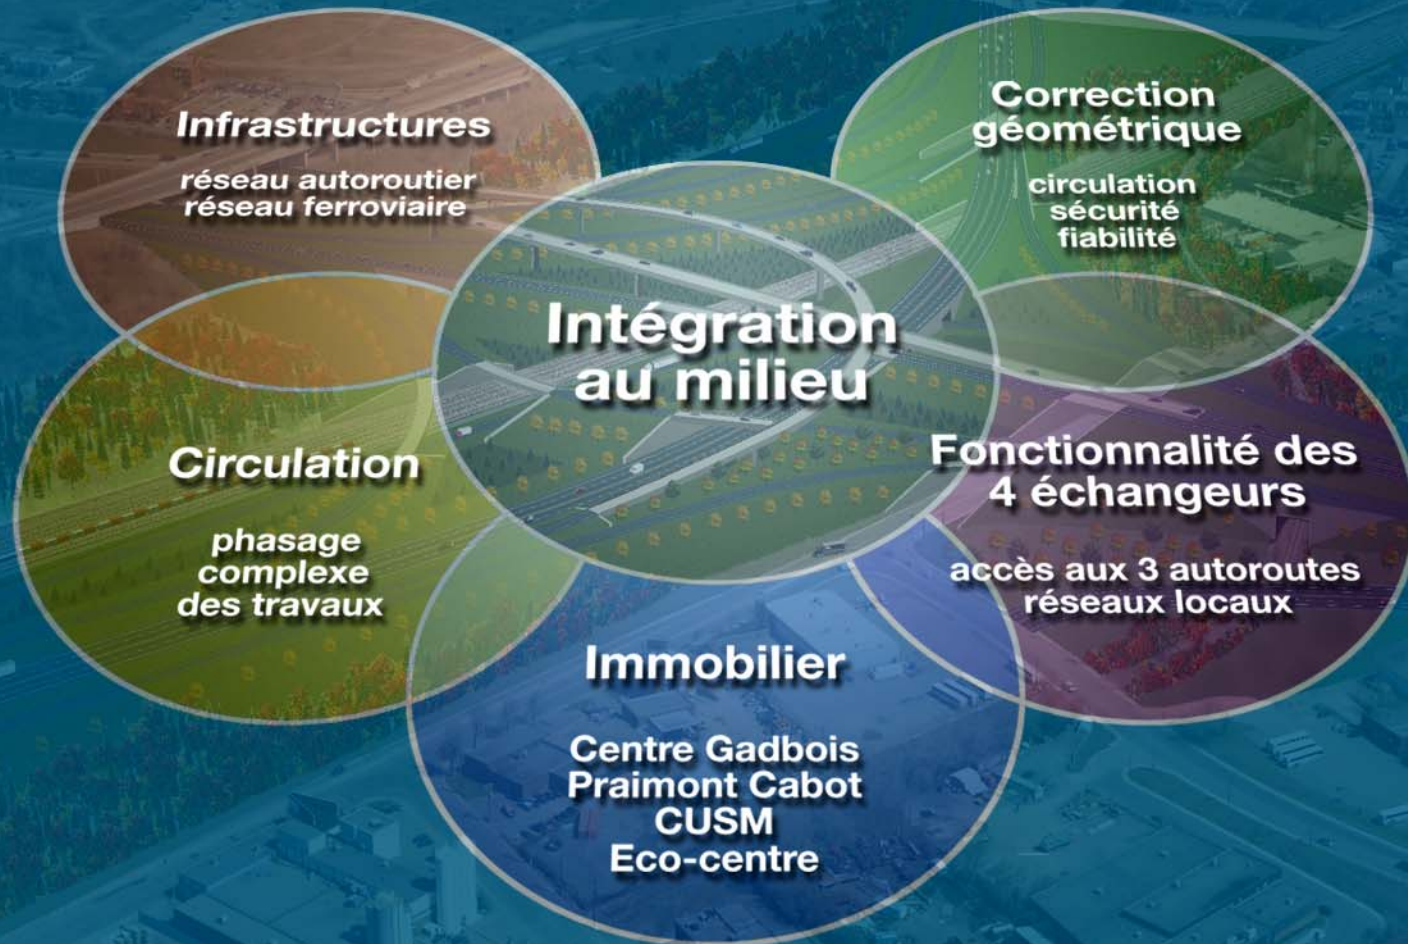 Infrastructures
réseau autoroutier
réseau ferroviaire
Correction
géométrique
circulation
sécurité
fiabilité
Intégration
au milieu
Circulation
phasage
complexe
des travaux
Fonctionnalité des
4 échangeurs
accès aux 3 autoroutes
réseaux locaux
Immobilier
Centre Gadbois
Praimont Cabot
CUSM
Eco-centre